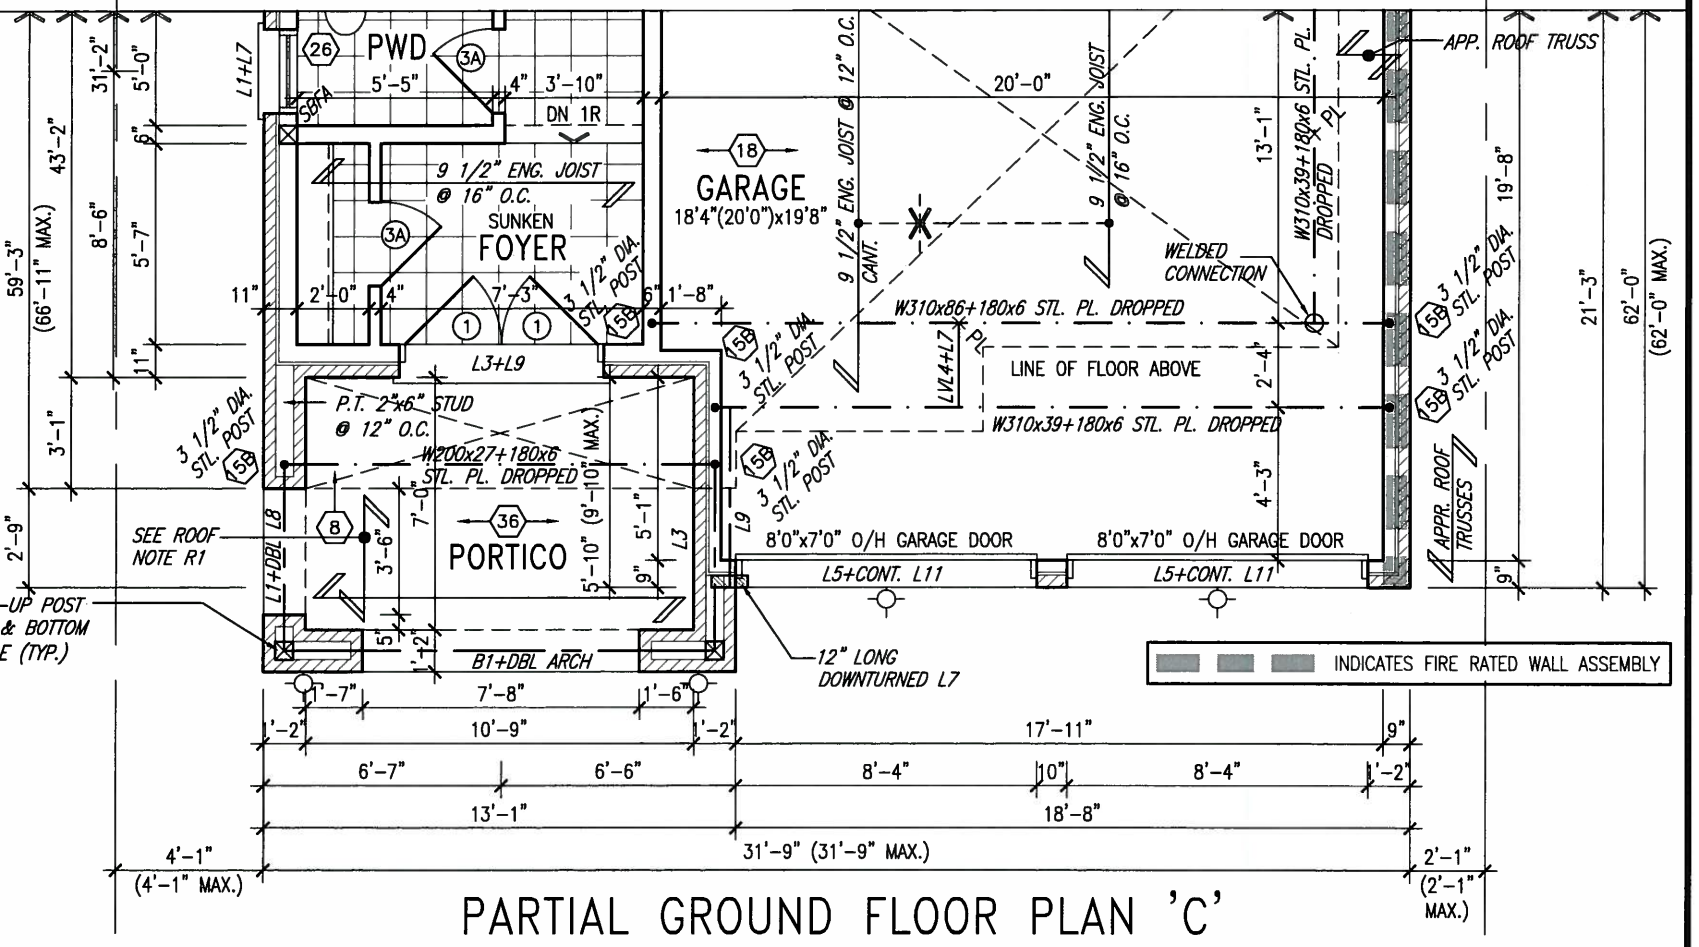 31'-2"
5'-0"
L1+L7
26
PWD
3A
5'-5"
4"
3'-10"
SBFA
DN 1R
6"
43'-2"
8'-6"
5'-7"
59'-3"
(66'-11" MAX.)
9 1/2" ENG. JOIST
@ 16" O.C.
SUNKEN
FOYER
3A
11"
2'-0"
4"
7'-3"
6"
1'-8"
1
1
3 1/2" DIA.
STL. POST
15B
11"
L3+L9
18
GARAGE
18'4"(20'0")x19'8"
20'-0"
9 1/2" ENG. JOIST @ 12" O.C.
CANT.
9 1/2" ENG. JOIST
@ 16" O.C.
13'-1"
W310x39+180x6 STL. PL.
DROPPED
PL
APP. ROOF TRUSS
19'-8"
WELDED
CONNECTION
W310x86+180x6 STL. PL. DROPPED
15B
3 1/2" DIA.
STL. POST
15B
3 1/2" DIA.
STL. POST
15B
3 1/2" DIA.
STL. POST
21'-3"
62'-0"
(62'-0" MAX.)
PL
LVL4+L7
LINE OF FLOOR ABOVE
2'-4"
W310x39+180x6 STL. PL. DROPPED
3 1/2" DIA.
STL. POST
15B
P.T. 2"x6" STUD
@ 12" O.C.
3'-1"
W200x27+180x6
STL. PL. DROPPED
15B
3 1/2" DIA.
STL. POST
5'-10" (9'-10" MAX.)
5'-1"
7'-0"
4'-3"
APPR. ROOF
TRUSSES
2'-9"
SEE ROOF
NOTE R1
L1+DBL L8
8
3'-6"
36
PORTICO
L3
L9
8'0"x7'0" O/H GARAGE DOOR
8'0"x7'0" O/H GARAGE DOOR
L5+CONT. L11
L5+CONT. L11
9"
9"
-UP POST
& BOTTOM
E (TYP.)
5"
1'-2"
B1+DBL ARCH
12" LONG
DOWNTURNED L7
INDICATES FIRE RATED WALL ASSEMBLY
1'-7"
7'-8"
1'-6"
1'-2"
10'-9"
1'-2"
17'-11"
9"
6'-7"
6'-6"
8'-4"
10"
8'-4"
1'-2"
13'-1"
18'-8"
4'-1"
(4'-1" MAX.)
31'-9" (31'-9" MAX.)
2'-1"
(2'-1"
MAX.)
PARTIAL GROUND FLOOR PLAN 'C'